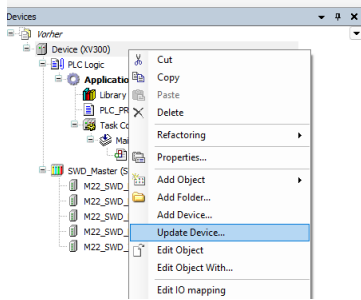 Devices
Vorher
Device (XV300)
PLC Logic
Applicatio
Library
PLC_PR
Task Co
Mai
SWD_Master (S
M22_SWD_
M22_SWD_
M22_SWD_
M22_SWD_
M22_SWD_
Cut
Copy
Paste
Delete
Refactoring
Properties...
Add Object
Add Folder...
Add Device...
Update Device...
Edit Object
Edit Object With...
Edit IO mapping